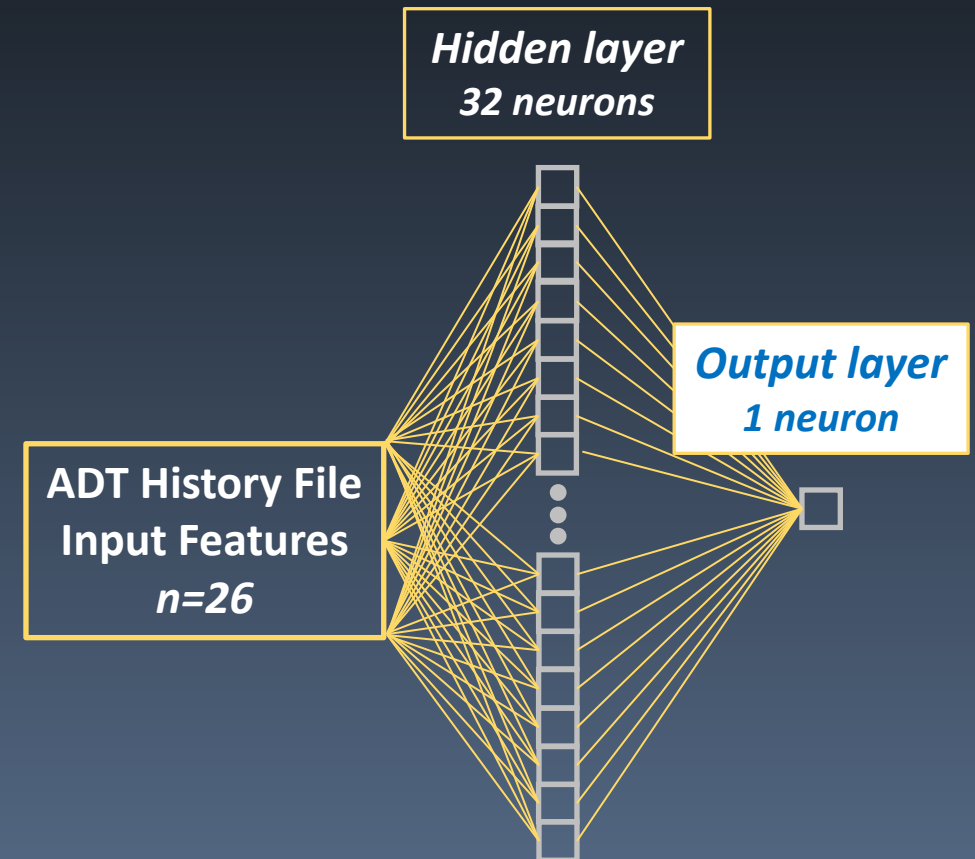 Hidden layer
32 neurons
Output layer
1 neuron
ADT History File
Input Features
n=26